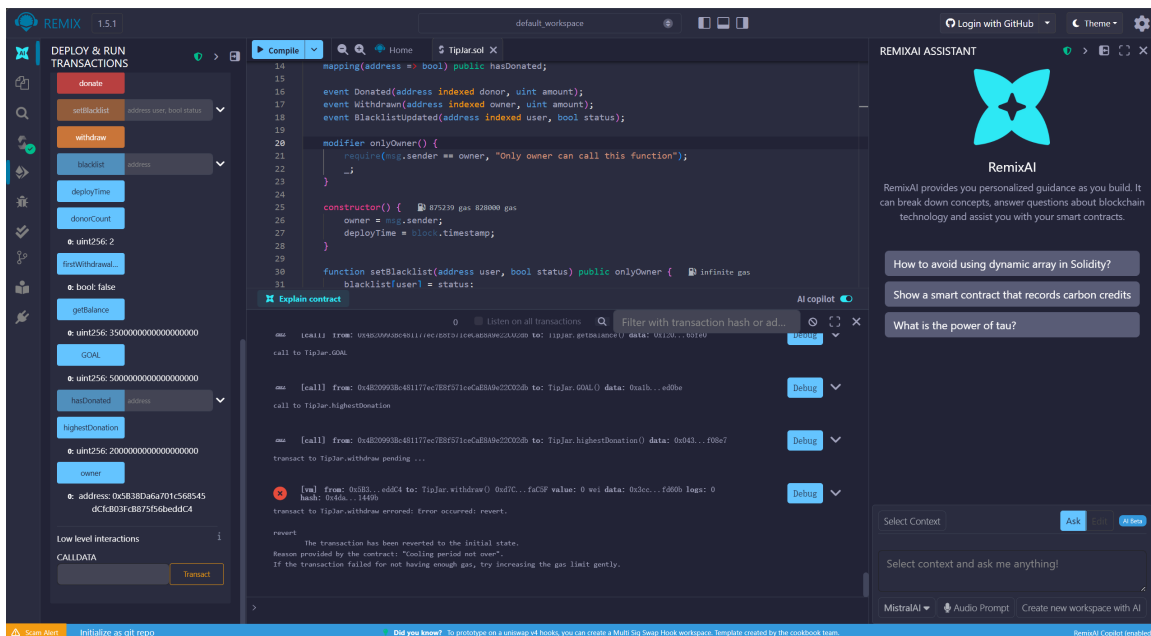 REMIX 1.5.1
default_workspace
Login with GitHub
Theme
DEPLOY & RUN
TRANSACTIONS
donate
setBlacklist address user, bool status
withdraw
blacklist address
deployTime
donorCount
0: uint256: 2
firstWithdrawal...
0: bool: false
getBalance
0: uint256: 3500000000000000000
GOAL
0: uint256: 5000000000000000000
hasDonated address
highestDonation
0: uint256: 2000000000000000000
owner
0: address: 0x5B38Da6a701c568545
dCfcB03FcB875f56beddC4
Low level interactions
CALLDATA
Transact
Compile
Home
TipJar.sol
14 mapping(address => bool) public hasDonated;
15
16 event Donated(address indexed donor, uint amount);
17 event Withdrawn(address indexed owner, uint amount);
18 event BlacklistUpdated(address indexed user, bool status);
19
20 modifier onlyOwner() {
21 require(msg.sender == owner, "Only owner can call this function");
22 _;
23 }
24
25 constructor() { 875239 gas 828000 gas
26 owner = msg.sender;
27 deployTime = block.timestamp;
28 }
29
30 function setBlacklist(address user, bool status) public onlyOwner { infinite gas
31 blacklist[user] = status;
Explain contract
AI copilot
0 Listen on all transactions
Filter with transaction hash or ad...
[call] from: 0x4B20993Bc481177ec7E8f571ceCaE8A9e22C02db to: TipJar.getBalance() data: 0x120...651e0
Debug
call to TipJar.GOAL
[call] from: 0x4B20993Bc481177ec7E8f571ceCaE8A9e22C02db to: TipJar.GOAL() data: 0xa1b...ed0be
Debug
call to TipJar.highestDonation
[call] from: 0x4B20993Bc481177ec7E8f571ceCaE8A9e22C02db to: TipJar.highestDonation() data: 0x043...f08e7
Debug
transact to TipJar.withdraw pending ...
[vm] from: 0x5B3...eddC4 to: TipJar.withdraw() 0xd7C...faC5F value: 0 wei data: 0x3cc...fd60b logs: 0
hash: 0x4da...1449b
Debug
transact to TipJar.withdraw errored: Error occurred: revert.
revert
The transaction has been reverted to the initial state.
Reason provided by the contract: "Cooling period not over".
If the transaction failed for not having enough gas, try increasing the gas limit gently.
>
REMIXAI ASSISTANT
RemixAI
RemixAI provides you personalized guidance as you build. It
can break down concepts, answer questions about blockchain
technology and assist you with your smart contracts.
How to avoid using dynamic array in Solidity?
Show a smart contract that records carbon credits
What is the power of tau?
Select Context
Ask Edit AI Beta
Select context and ask me anything!
MistralAI Audio Prompt Create new workspace with AI
Scam Alert
Initialize as git repo
Did you know? To prototype on a uniswap v4 hooks, you can create a Multi Sig Swap Hook workspace. Template created by the cookbook team.
RemixAI Copilot (enabled)